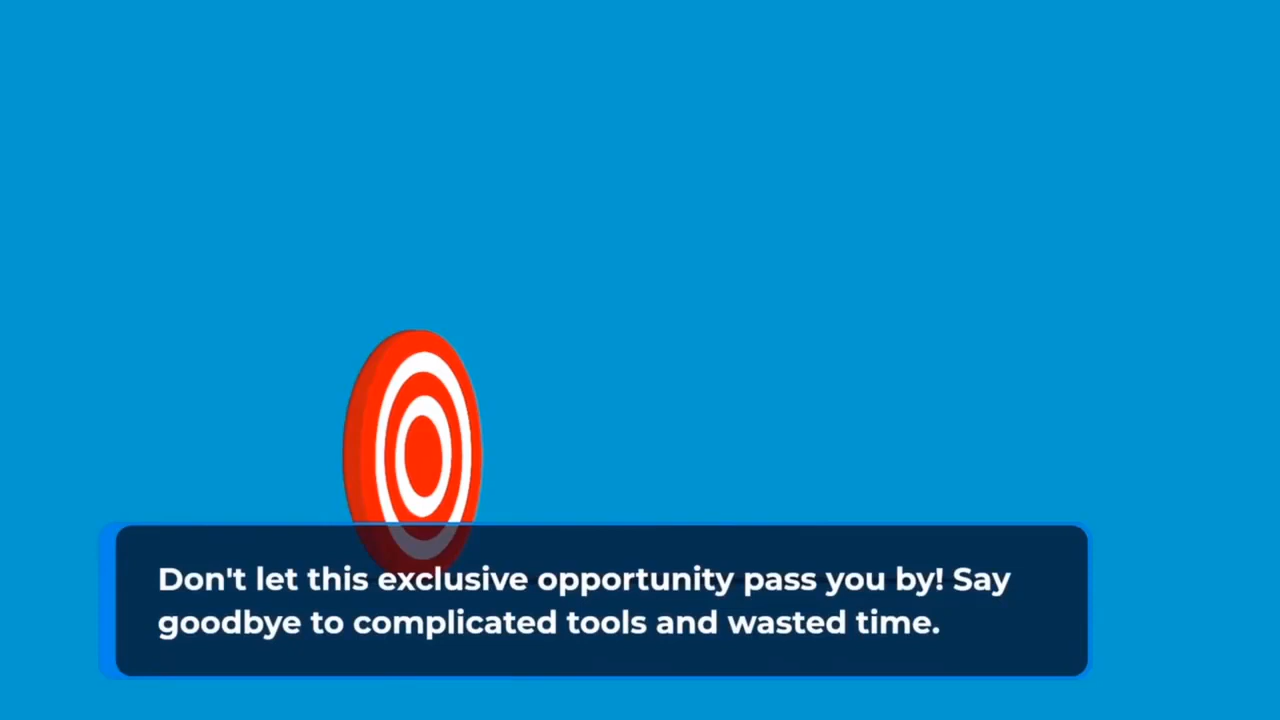 Don't let this exclusive opportunity pass you by! Say
goodbye to complicated tools and wasted time.